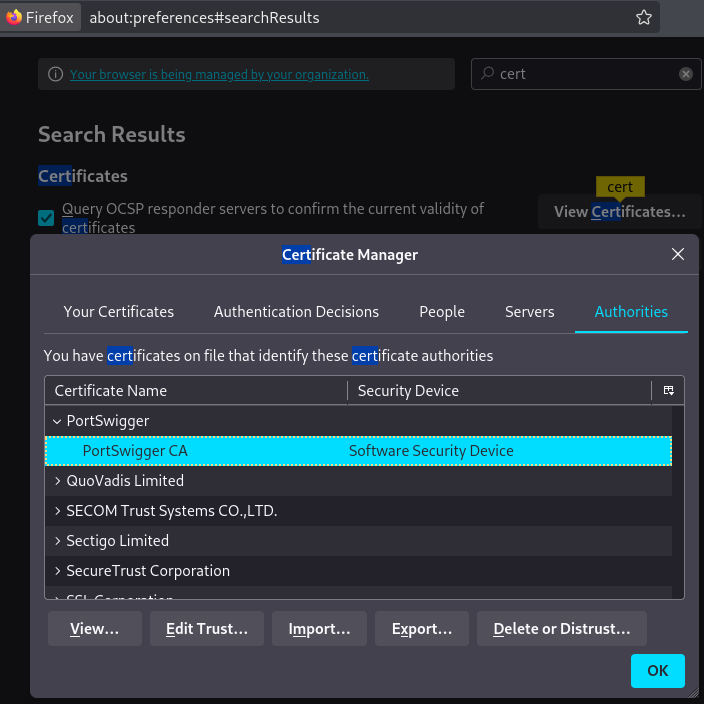 Firefox about:preferences#searchResults
Your browser is being managed by your organization.
cert
Search Results
Certificates
cert
Query OCSP responder servers to confirm the current validity of
certificates
View Certificates...
Certificate Manager
Your Certificates Authentication Decisions People Servers Authorities
You have certificates on file that identify these certificate authorities
Certificate Name Security Device
PortSwigger
PortSwigger CA Software Security Device
QuoVadis Limited
SECOM Trust Systems CO.,LTD.
Sectigo Limited
SecureTrust Corporation
SSL Corporation
View... Edit Trust... Import... Export... Delete or Distrust...
OK